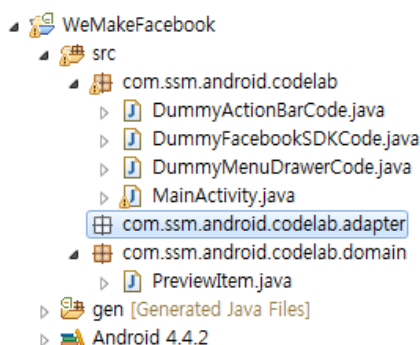 WeMakeFacebook
src
com.ssm.android.codelab
DummyActionBarCode.java
DummyFacebookSDKCode.java
DummyMenuDrawerCode.java
MainActivity.java
com.ssm.android.codelab.adapter
com.ssm.android.codelab.domain
PreviewItem.java
gen [Generated Java Files]
Android 4.4.2